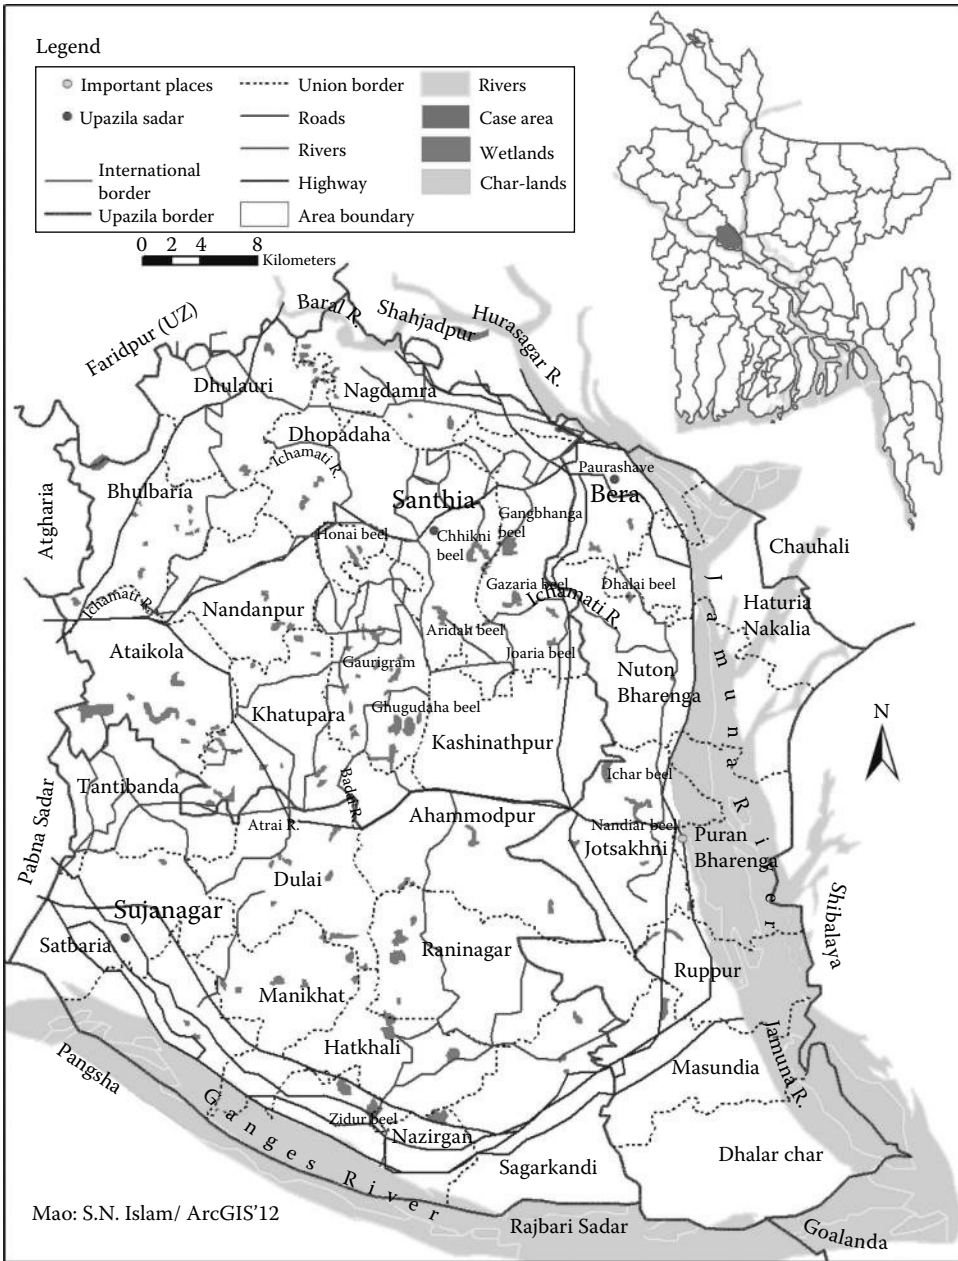 Legend
Important places
Upazila sadar
International
border
Upazila border
Union border
Roads
Rivers
Highway
Area boundary
Rivers
Case area
Wetlands
Char-lands
0 2 4 8
Kilometers
Faridpur (UZ)
Baral R.
Shahjadpur
Hurasagar R.
Dhulauri
Nagdamra
Dhopadaha
Ichamati R.
Paurashave
Bhulbaria
Santhia
Bera
Atgharia
Gangbhanga
beel
Honai beel
Chhikni
beel
Chauhali
Gazaria beel
Dhalai beel
Ichamati R.
Ichamati R.
Nandanpur
Haturia
Nakalia
Aridah beel
Ataikola
Joaria beel
Gaurigram
Nuton
Bharenga
Khatupara
Ghugudaha beel
Kashinathpur
N
Jamuna River
Ichar beel
Tantibanda
Badai R.
Pabna Sadar
Atrai R.
Ahammodpur
Nandiar beel
Jotsakhni
Puran
Bharenga
Dulai
Shibalaya
Sujanagar
Satbaria
Raninagar
Ruppur
Manikhat
Hatkhali
Jamuna R.
Masundia
Pangsha
Ganges River
Zidur beel
Nazirgan
Dhalar char
Sagarkandi
Mao: S.N. Islam/ ArcGIS'12
Rajbari Sadar
Goalanda